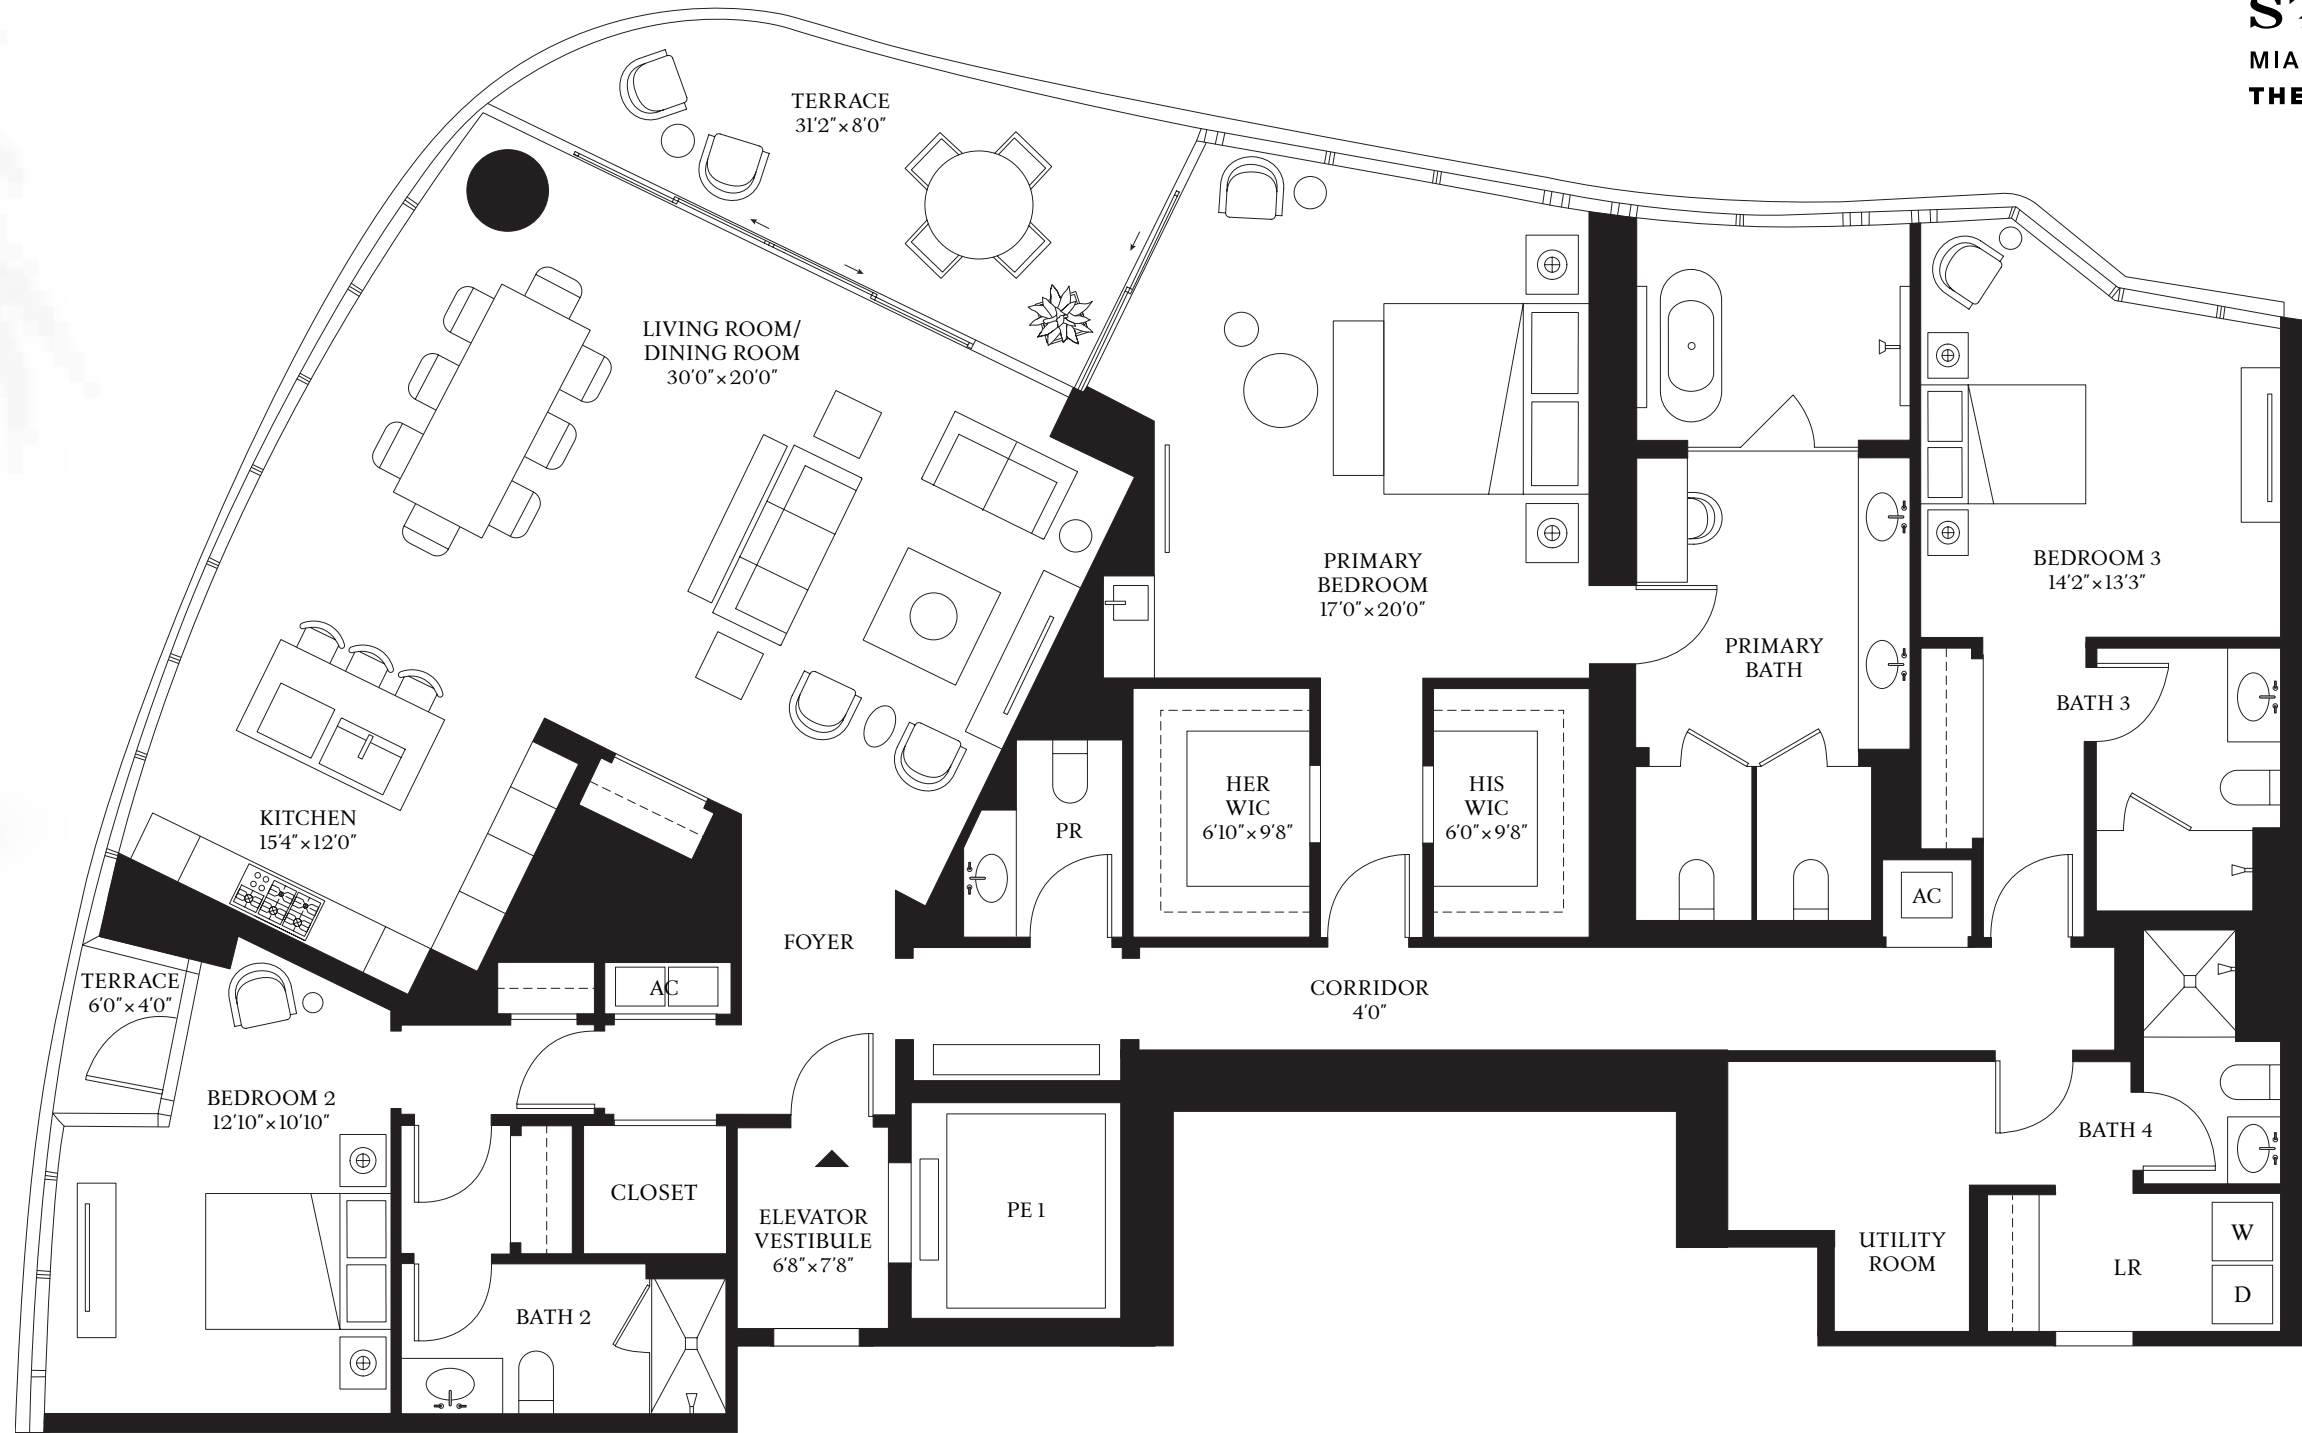 MIA
THE
TERRACE
31'2"×8'0"
LIVING ROOM/
DINING ROOM
30'0"×20'0"
PRIMARY
BEDROOM
17'0"×20'0"
BEDROOM 3
14'2"×13'3"
PRIMARY
BATH
BATH 3
KITCHEN
15'4"×12'0"
PR
HER
WIC
6'10"×9'8"
HIS
WIC
6'0"×9'8"
AC
FOYER
TERRACE
6'0"×4'0"
AC
CORRIDOR
4'0"
BEDROOM 2
12'10"×10'10"
BATH 4
CLOSET
ELEVATOR
VESTIBULE
6'8"×7'8"
PE 1
UTILITY
ROOM
LR
W
D
BATH 2